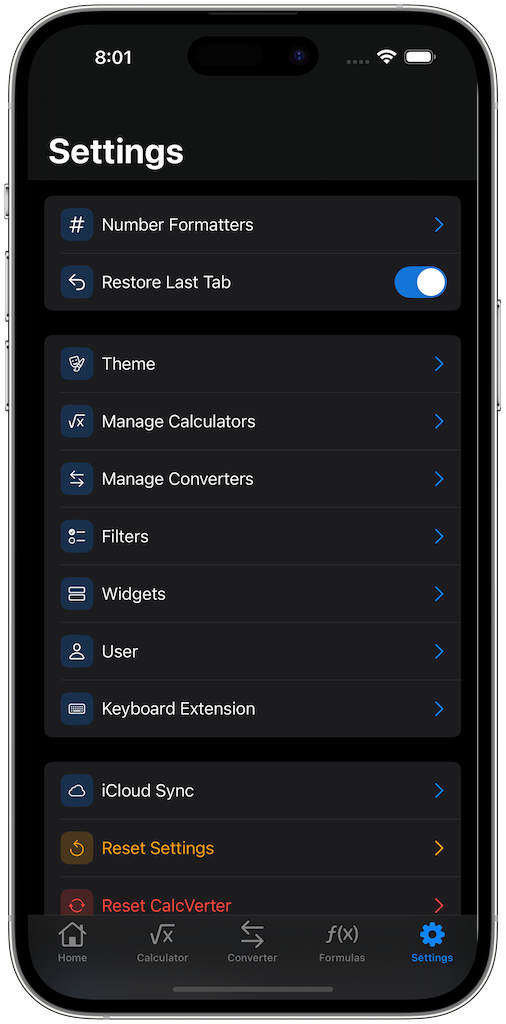 8:01
Settings
# Number Formatters
Restore Last Tab
Theme
√x Manage Calculators
Manage Converters
Filters
Widgets
User
Keyboard Extension
iCloud Sync
Reset Settings
Reset CalcVerter
√x f(x)
Home Calculator Converter Formulas Settings